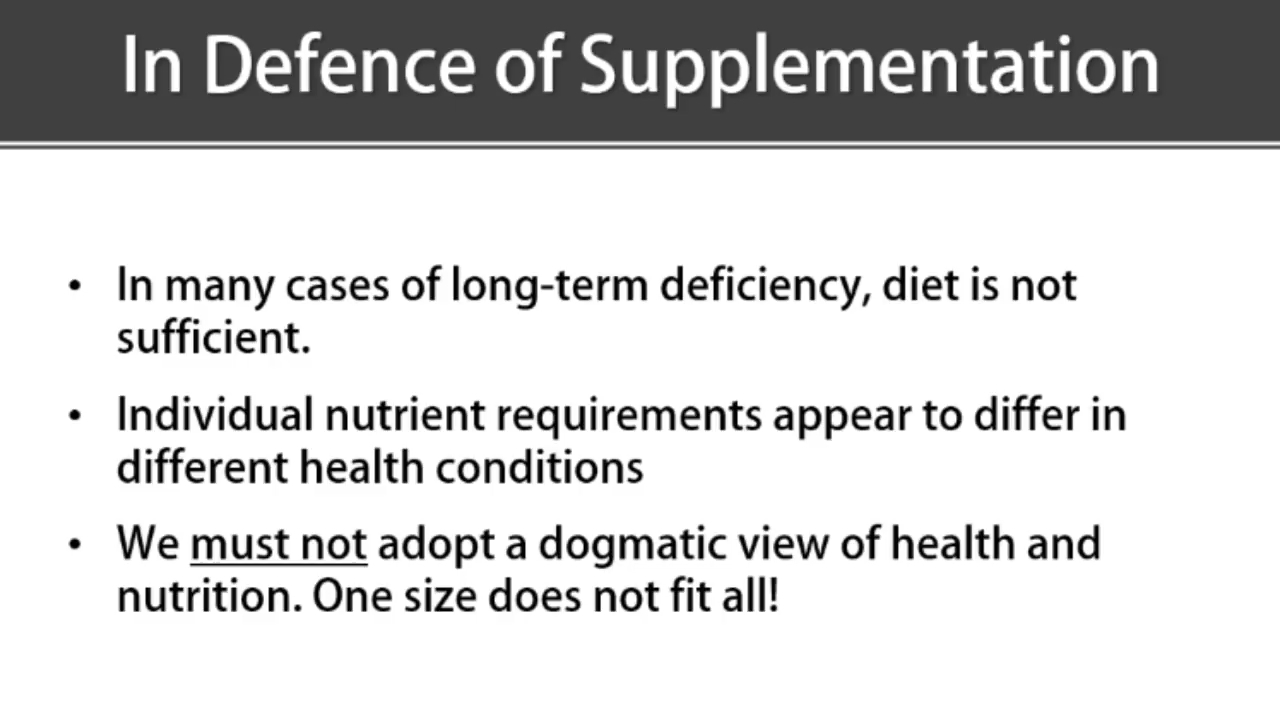 In Defence of Supplementation
• In many cases of long-term deficiency, diet is not
sufficient.
• Individual nutrient requirements appear to differ in
different health conditions
• We must not adopt a dogmatic view of health and
nutrition. One size does not fit all!